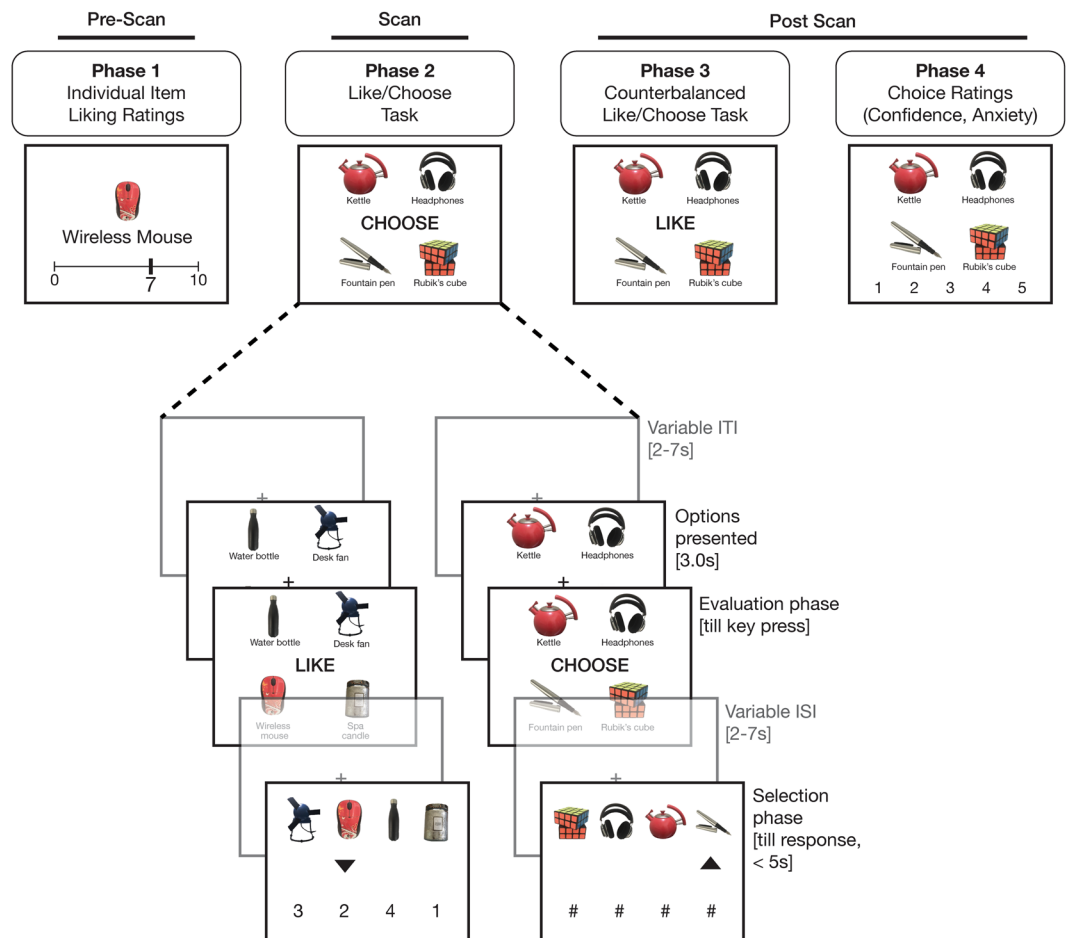 Pre-Scan
Scan
Post Scan
Phase 1
Individual Item
Liking Ratings
Phase 2
Like/Choose
Task
Phase 3
Counterbalanced
Like/Choose Task
Phase 4
Choice Ratings
(Confidence, Anxiety)
Wireless Mouse
0
7
10
Kettle
Headphones
CHOOSE
Fountain pen
Rubik's cube
Kettle
Headphones
LIKE
Fountain pen
Rubik's cube
Kettle
Headphones
Fountain pen
Rubik's cube
1 2 3 4 5
Variable ITI
[2-7s]
+
+
Water bottle
Desk fan
+
Kettle
Headphones
+
Options
presented
[3.0s]
Water bottle
Desk fan
LIKE
Wireless
mouse
Spa
candle
Kettle
Headphones
CHOOSE
Fountain pen
Rubik's cube
Evaluation phase
[till key press]
+
+
Variable ISI
[2-7s]
3 2 4 1
# # # #
Selection
phase
[till response,
< 5s]